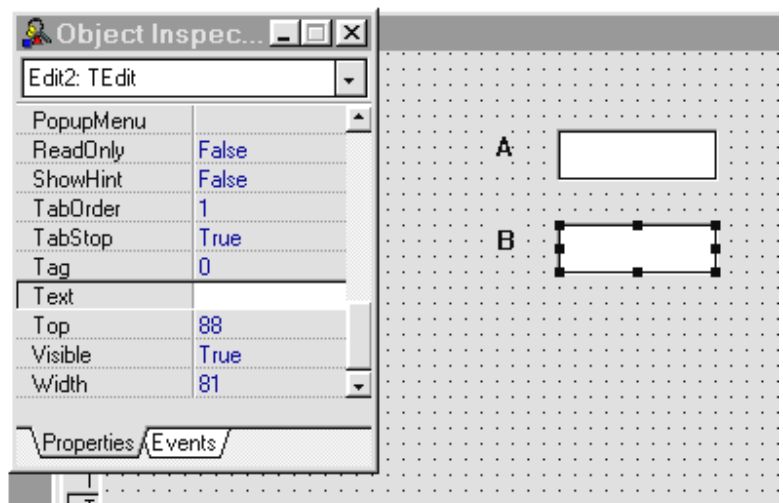 Object Inspec...
Edit2: TEdit
PopupMenu
ReadOnly False
ShowHint False
TabOrder 1
TabStop True
Tag 0
Text
Top 88
Visible True
Width 81
Properties Events
A
B